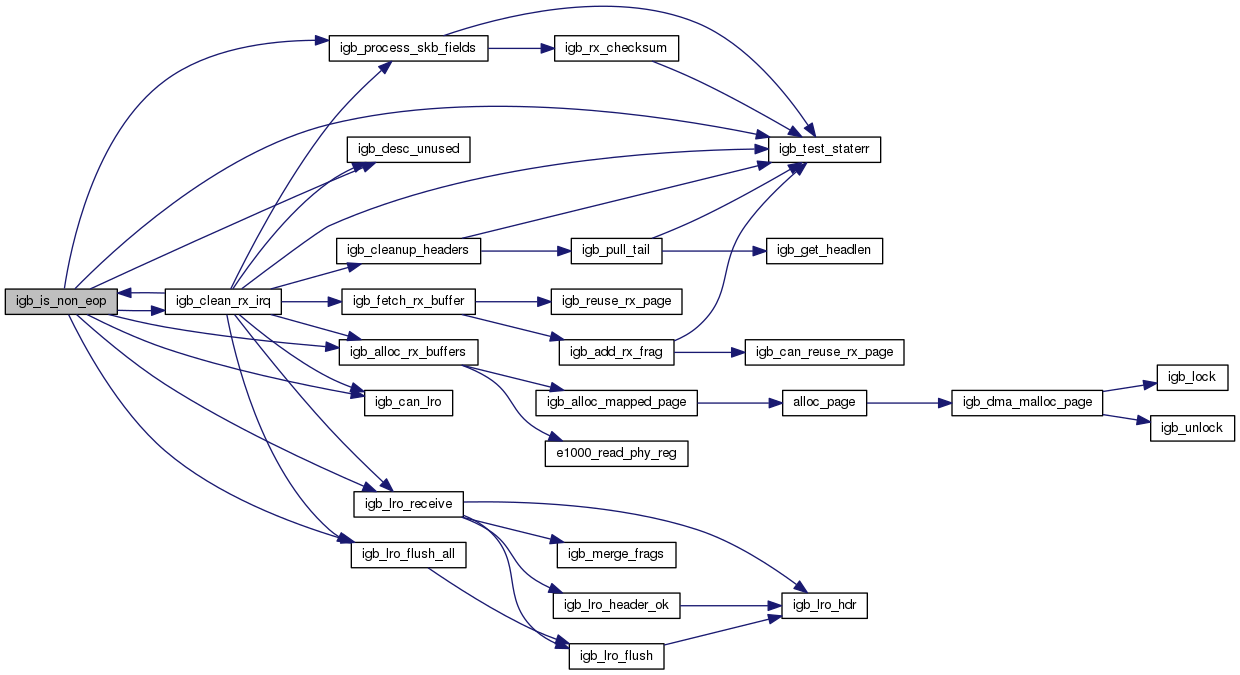 igb_process_skb_fields
igb_rx_checksum
igb_desc_unused
igb_test_staterr
igb_cleanup_headers
igb_pull_tail
igb_get_headlen
igb_is_non_eop
igb_clean_rx_irq
igb_fetch_rx_buffer
igb_reuse_rx_page
igb_alloc_rx_buffers
igb_add_rx_frag
igb_can_reuse_rx_page
igb_lock
igb_can_lro
igb_alloc_mapped_page
alloc_page
igb_dma_malloc_page
igb_unlock
e1000_read_phy_reg
igb_lro_receive
igb_lro_flush_all
igb_merge_frags
igb_lro_header_ok
igb_lro_hdr
igb_lro_flush